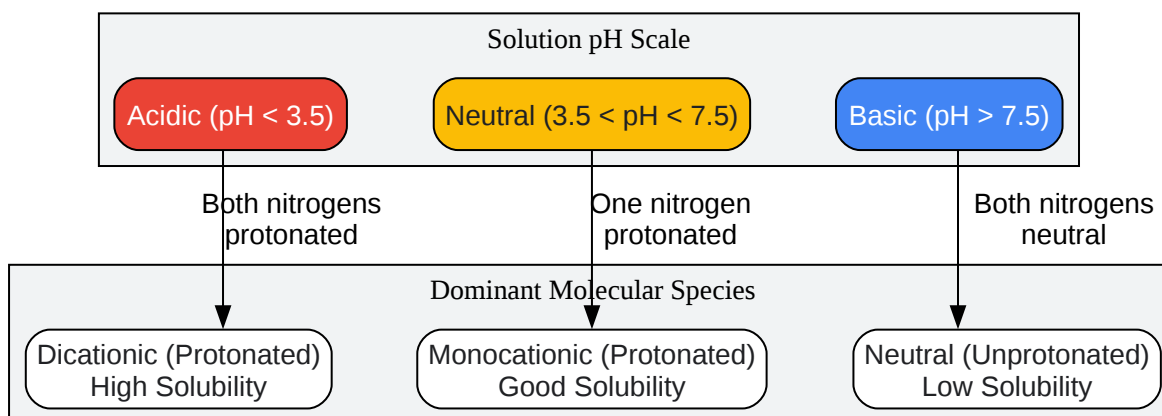 Solution pH Scale
Acidic (pH < 3.5)
Neutral (3.5 < pH < 7.5)
Basic (pH > 7.5)
Both nitrogens
protonated
One nitrogen
protonated
Both nitrogens
neutral
Dominant Molecular Species
Dicationic (Protonated)
High Solubility
Monocationic (Protonated)
Good Solubility
Neutral (Unprotonated)
Low Solubility